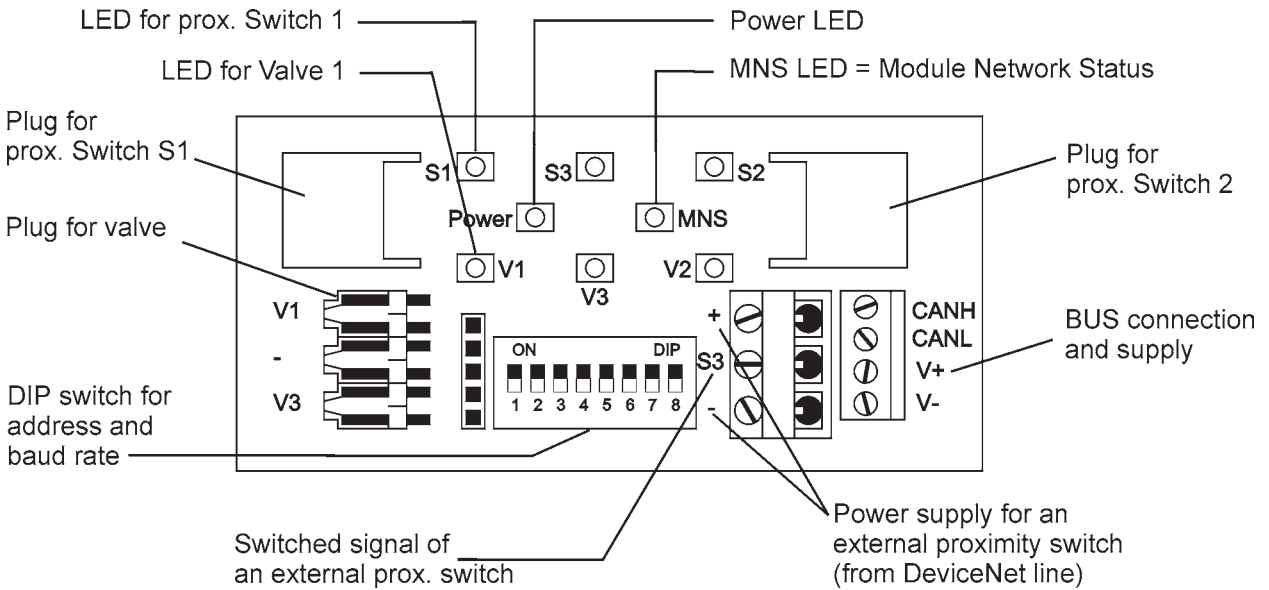 LED for prox. Switch 1
Power LED
LED for Valve 1
MNS LED = Module Network Status
Plug for
prox. Switch S1
Plug for
prox. Switch 2
S1
S3
S2
Power
MNS
Plug for valve
V1
V3
V2
V1
-
V3
ON
DIP
1 2 3 4 5 6 7 8
+
S3
-
CANH
CANL
V+
V-
BUS connection
and supply
DIP switch for
address and
baud rate
Switched signal of
an external prox. switch
Power supply for an
external proximity switch
(from DeviceNet line)